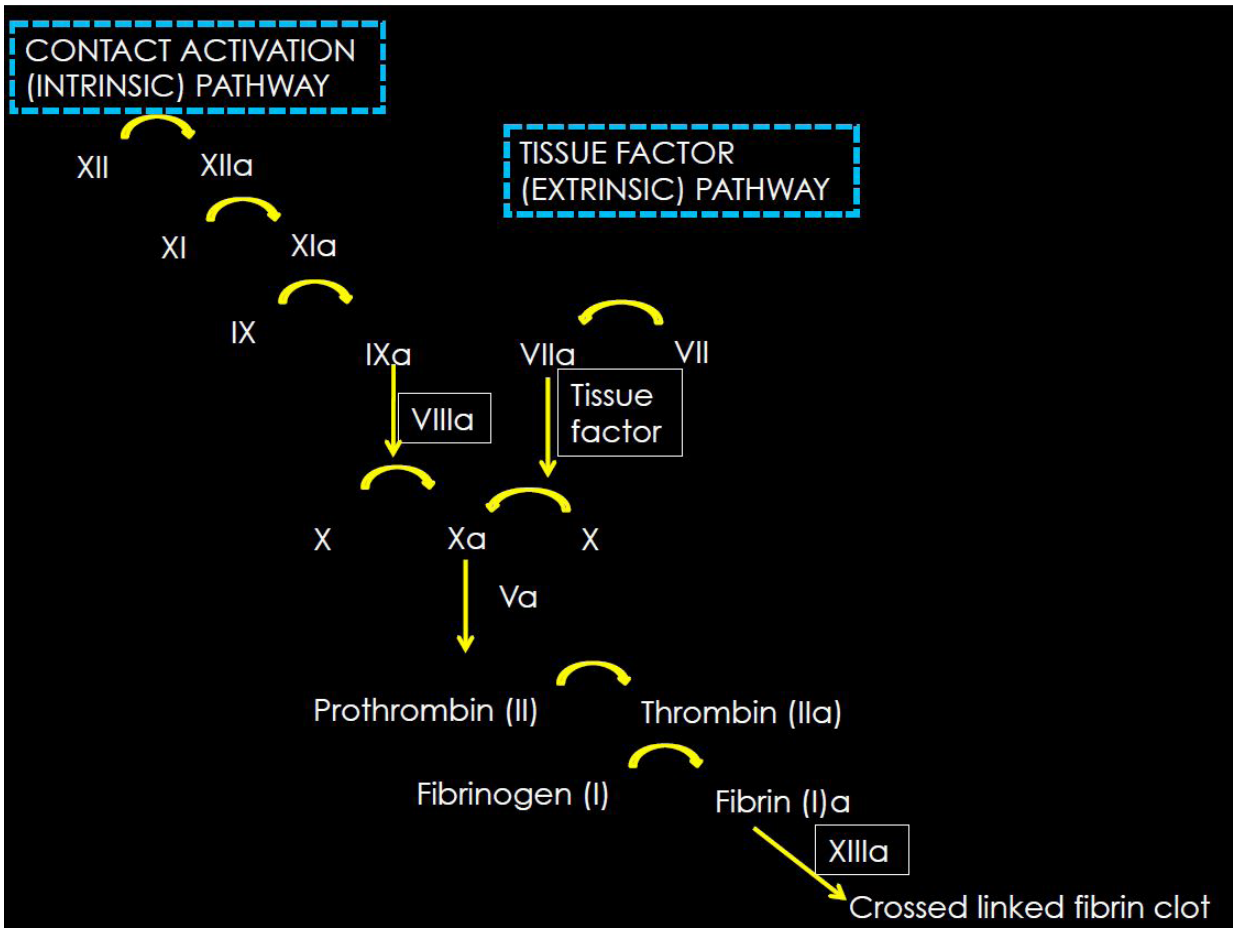 CONTACT ACTIVATION
(INTRINSIC) PATHWAY
TISSUE FACTOR
(EXTRINSIC) PATHWAY
XII XIIa
XI XIa
IX
IXa VIIa VII
VIIIa
Tissue
factor
X Xa X
Va
Prothrombin (II) Thrombin (IIa)
Fibrinogen (I) Fibrin (I)a
XIIIa
Crossed linked fibrin clot